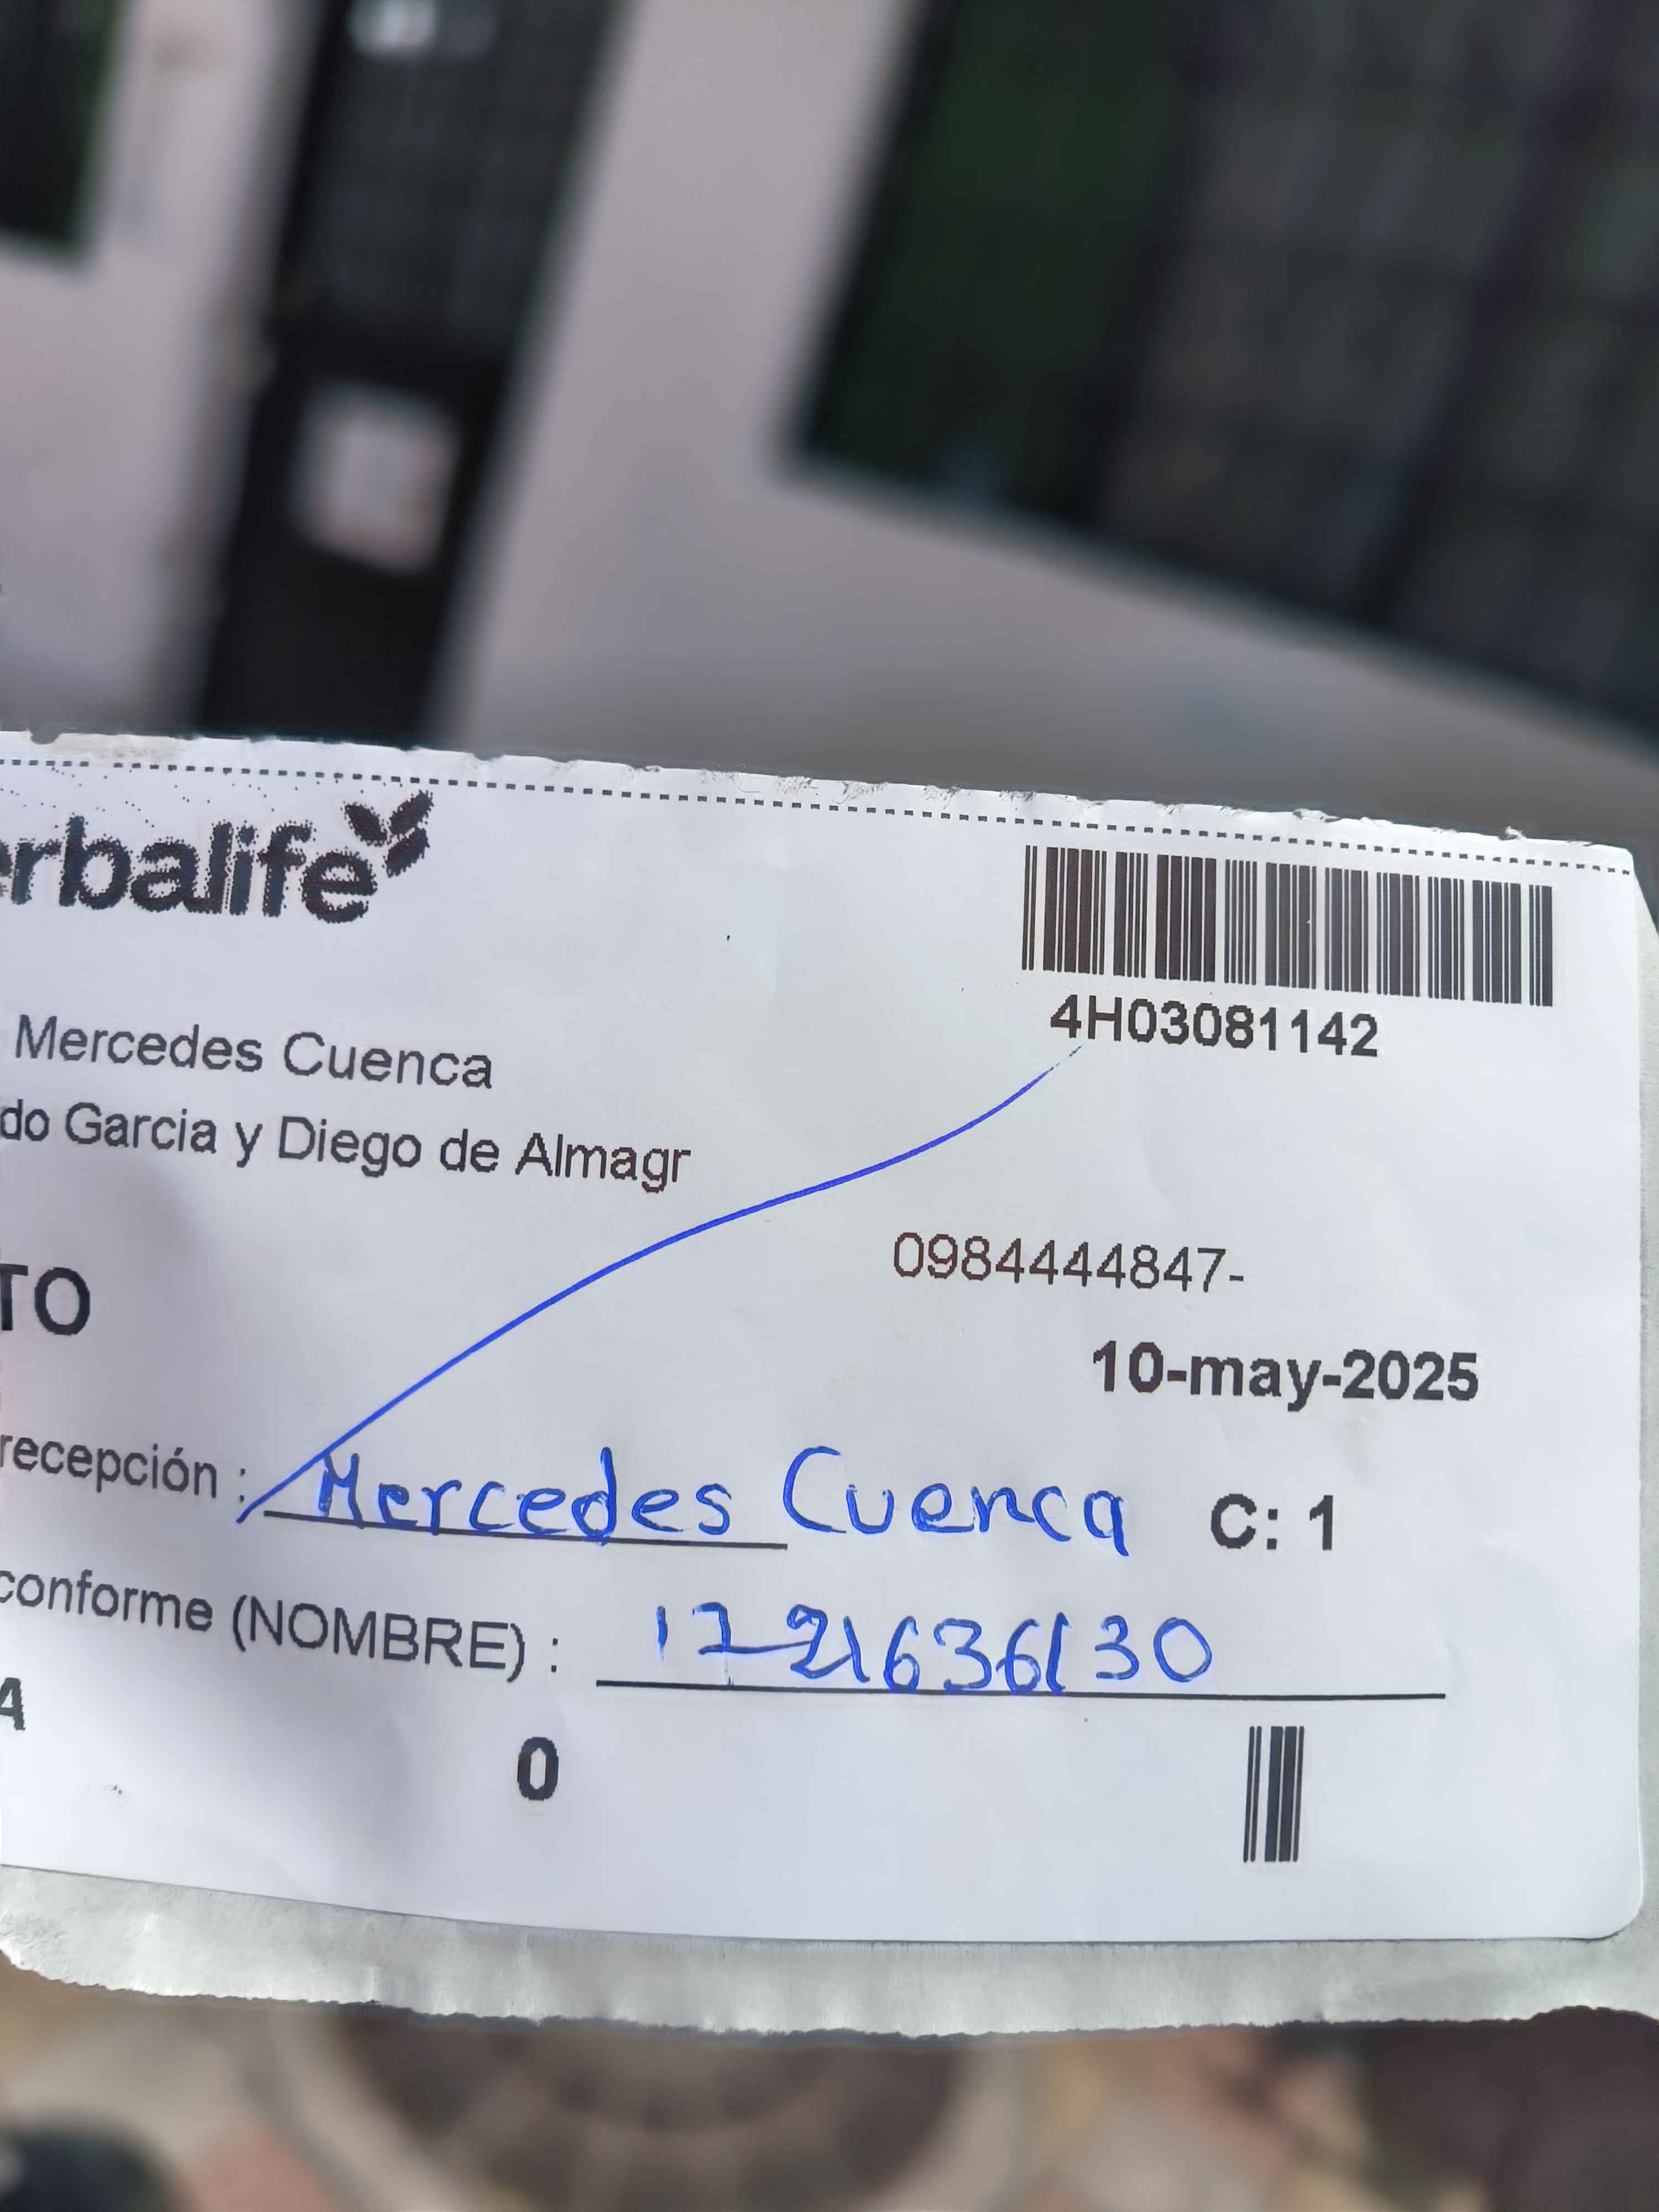 erbalife
4H03081142
Mercedes Cuenca
do Garcia y Diego de Almagr
0984444847-
TO
10-may-2025
recepción : Mercedes Cuenca C: 1
conforme (NOMBRE) : 1721636130
A
0